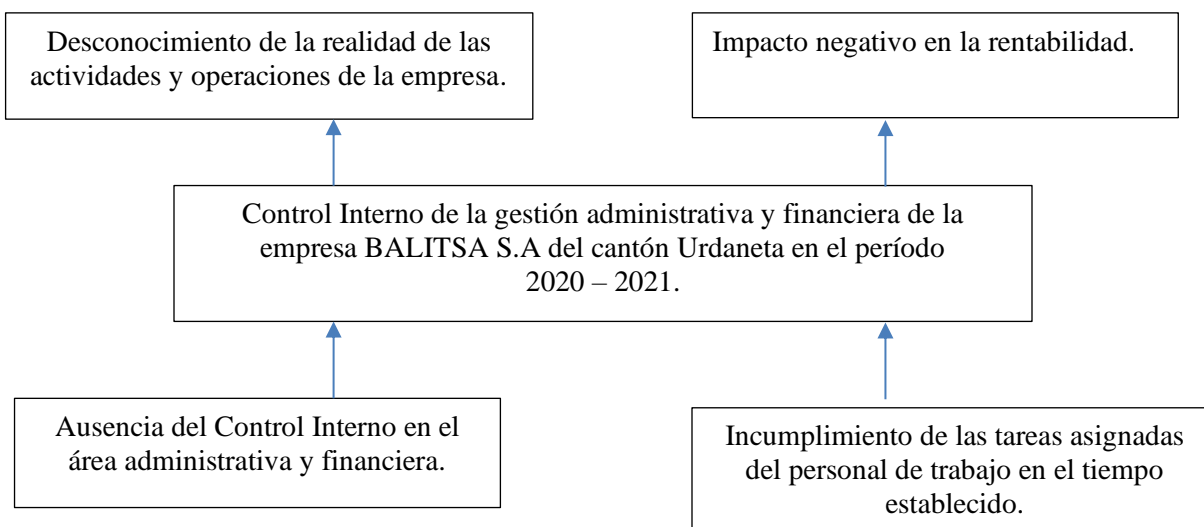 Desconocimiento de la realidad de las
actividades y operaciones de la empresa.
Impacto negativo en la rentabilidad.
Control Interno de la gestión administrativa y financiera de la
empresa BALITSA S.A del cantón Urdaneta en el período
2020 – 2021.
Ausencia del Control Interno en el
área administrativa y financiera.
Incumplimiento de las tareas asignadas
del personal de trabajo en el tiempo
establecido.